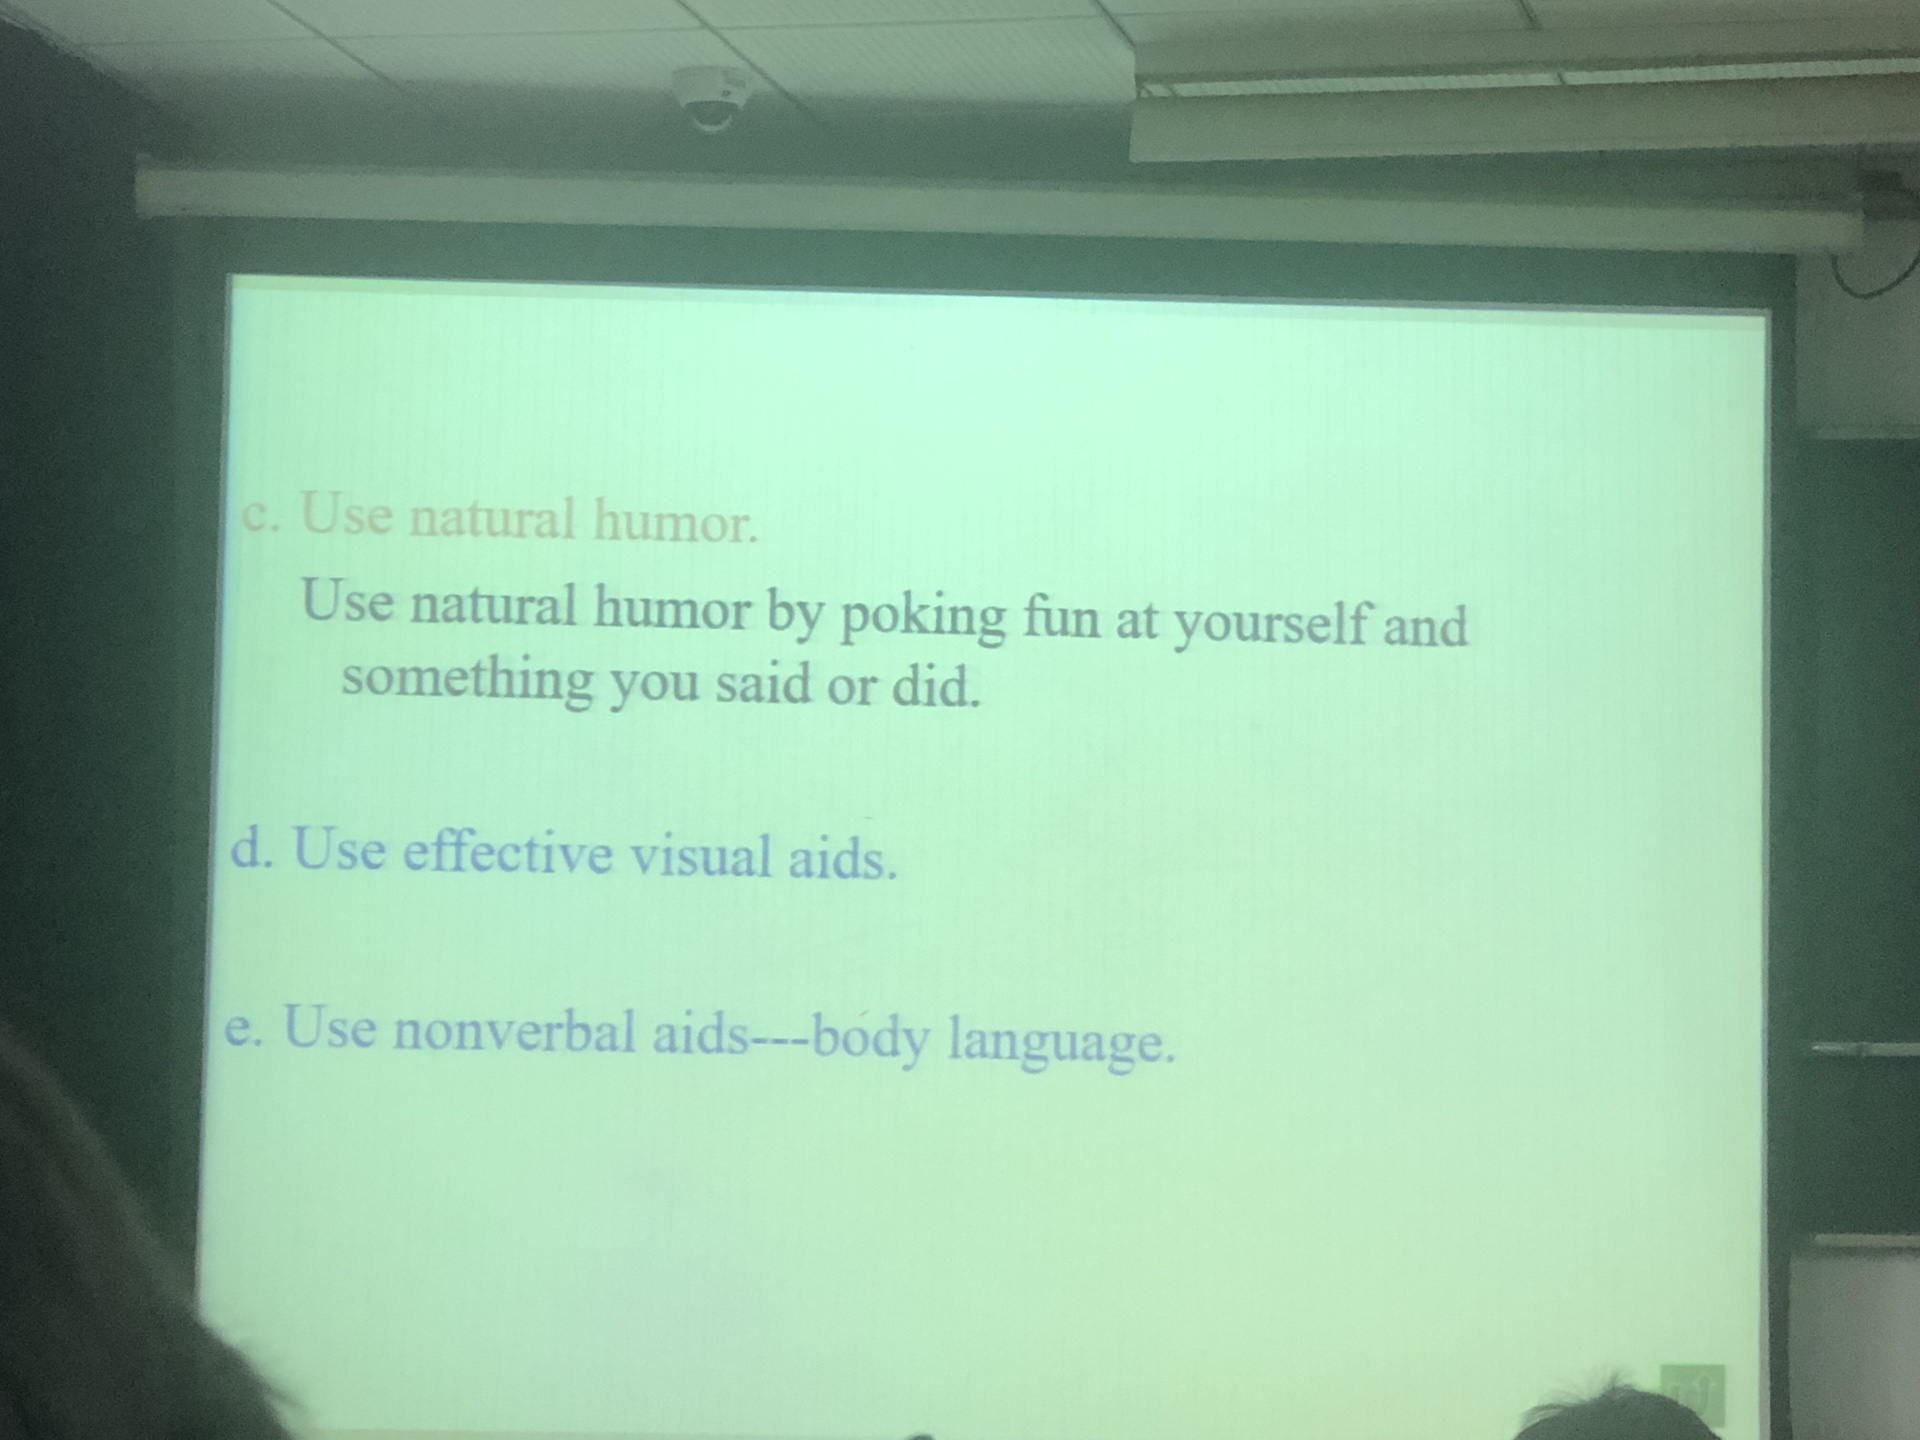 c. Use natural humor.
Use natural humor by poking fun at yourself and
something you said or did.
d. Use effective visual aids.
e. Use nonverbal aids---body language.